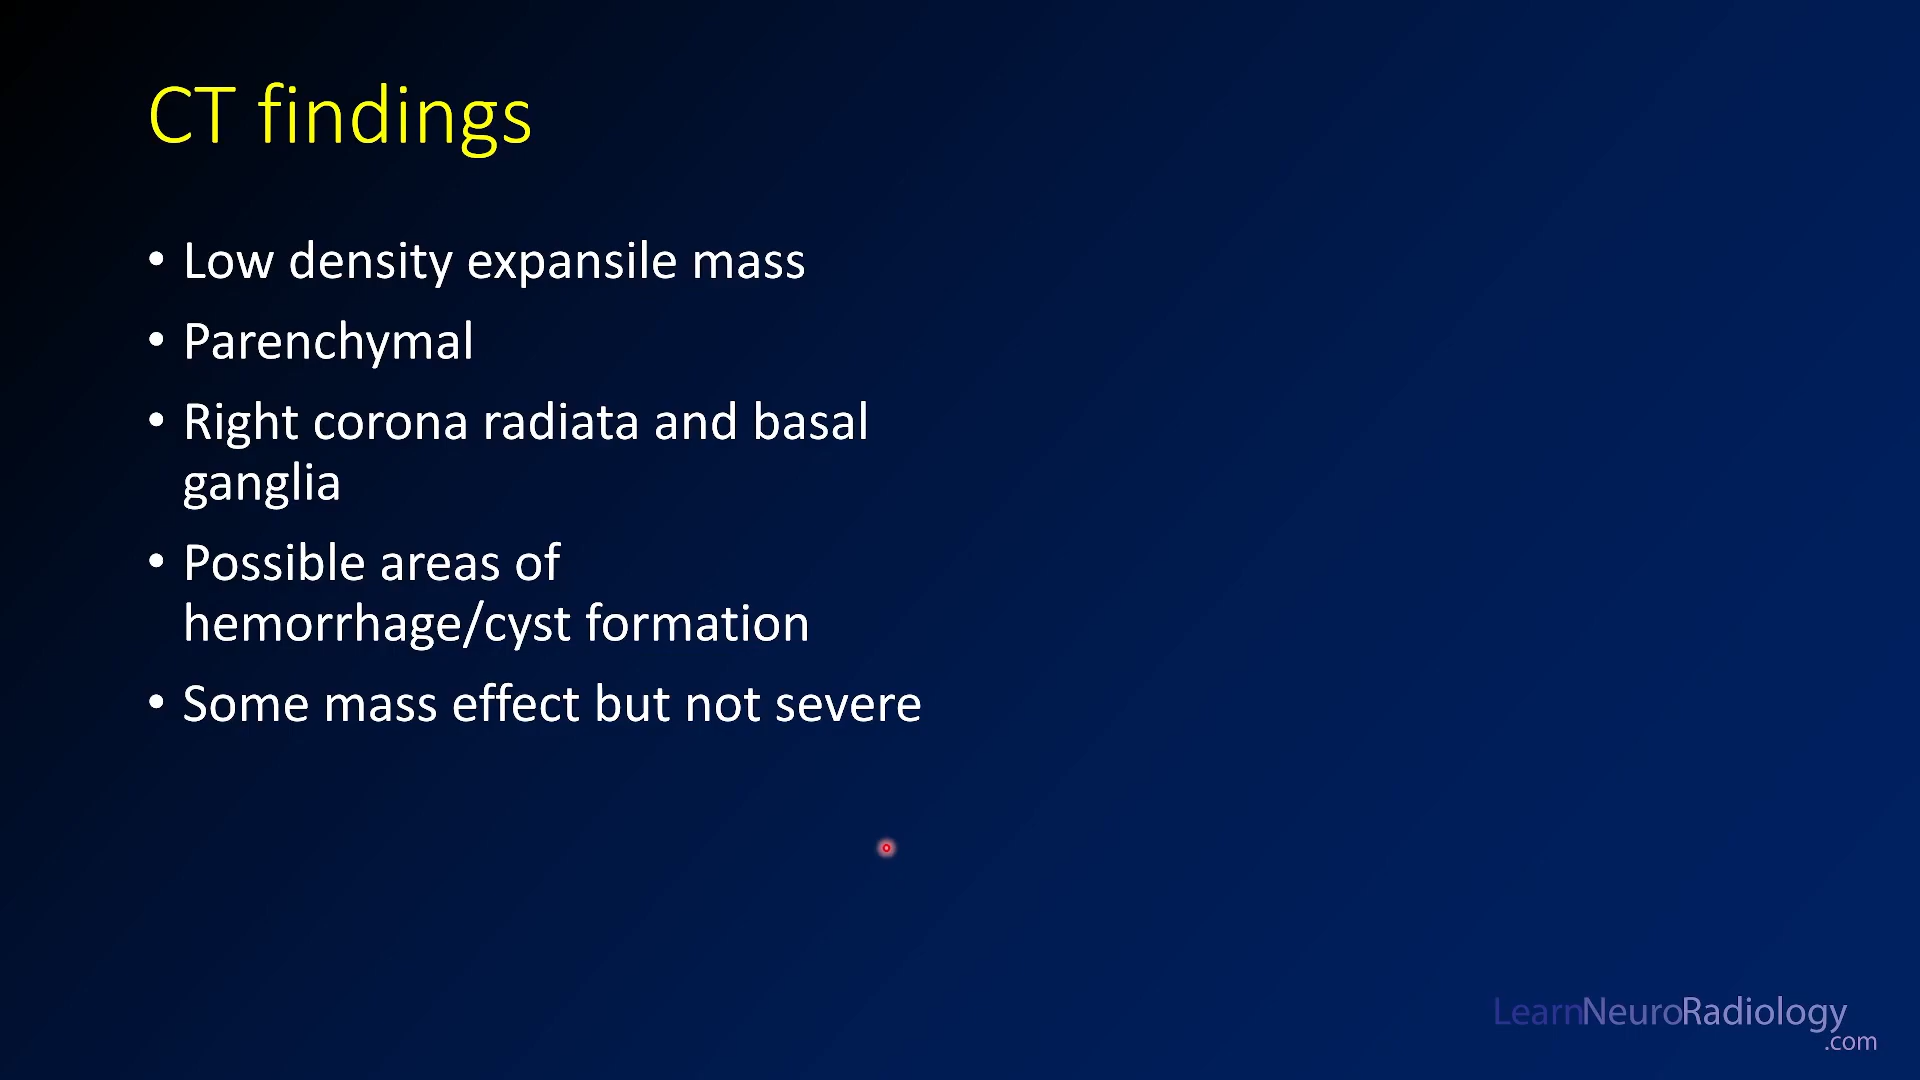 CT findings
• Low density expansile mass
• Parenchymal
• Right corona radiata and basal
ganglia
• Possible areas of
hemorrhage/cyst formation
• Some mass effect but not severe
LearnNeuroRadiology
.com